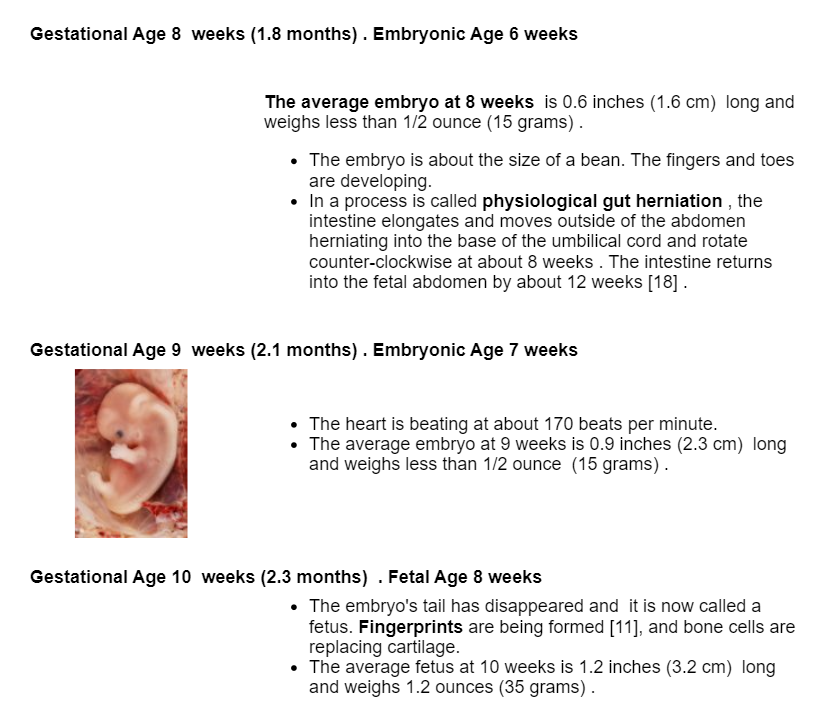 Gestational Age 8  weeks (1.8 months) . Embryonic Age 6 weeks
The average embryo at 8 weeks  is 0.6 inches (1.6 cm)  long and
weighs less than 1/2 ounce (15 grams) .
• The embryo is about the size of a bean. The fingers and toes
are developing.
• In a process is called physiological gut herniation , the
intestine elongates and moves outside of the abdomen
herniating into the base of the umbilical cord and rotate
counter-clockwise at about 8 weeks . The intestine returns
into the fetal abdomen by about 12 weeks [18] .
Gestational Age 9  weeks (2.1 months) . Embryonic Age 7 weeks
• The heart is beating at about 170 beats per minute.
• The average embryo at 9 weeks is 0.9 inches (2.3 cm)  long
and weighs less than 1/2 ounce  (15 grams) .
Gestational Age 10  weeks (2.3 months)  . Fetal Age 8 weeks
• The embryo's tail has disappeared and  it is now called a
fetus. Fingerprints are being formed [11], and bone cells are
replacing cartilage.
• The average fetus at 10 weeks is 1.2 inches (3.2 cm)  long
and weighs 1.2 ounces (35 grams) .